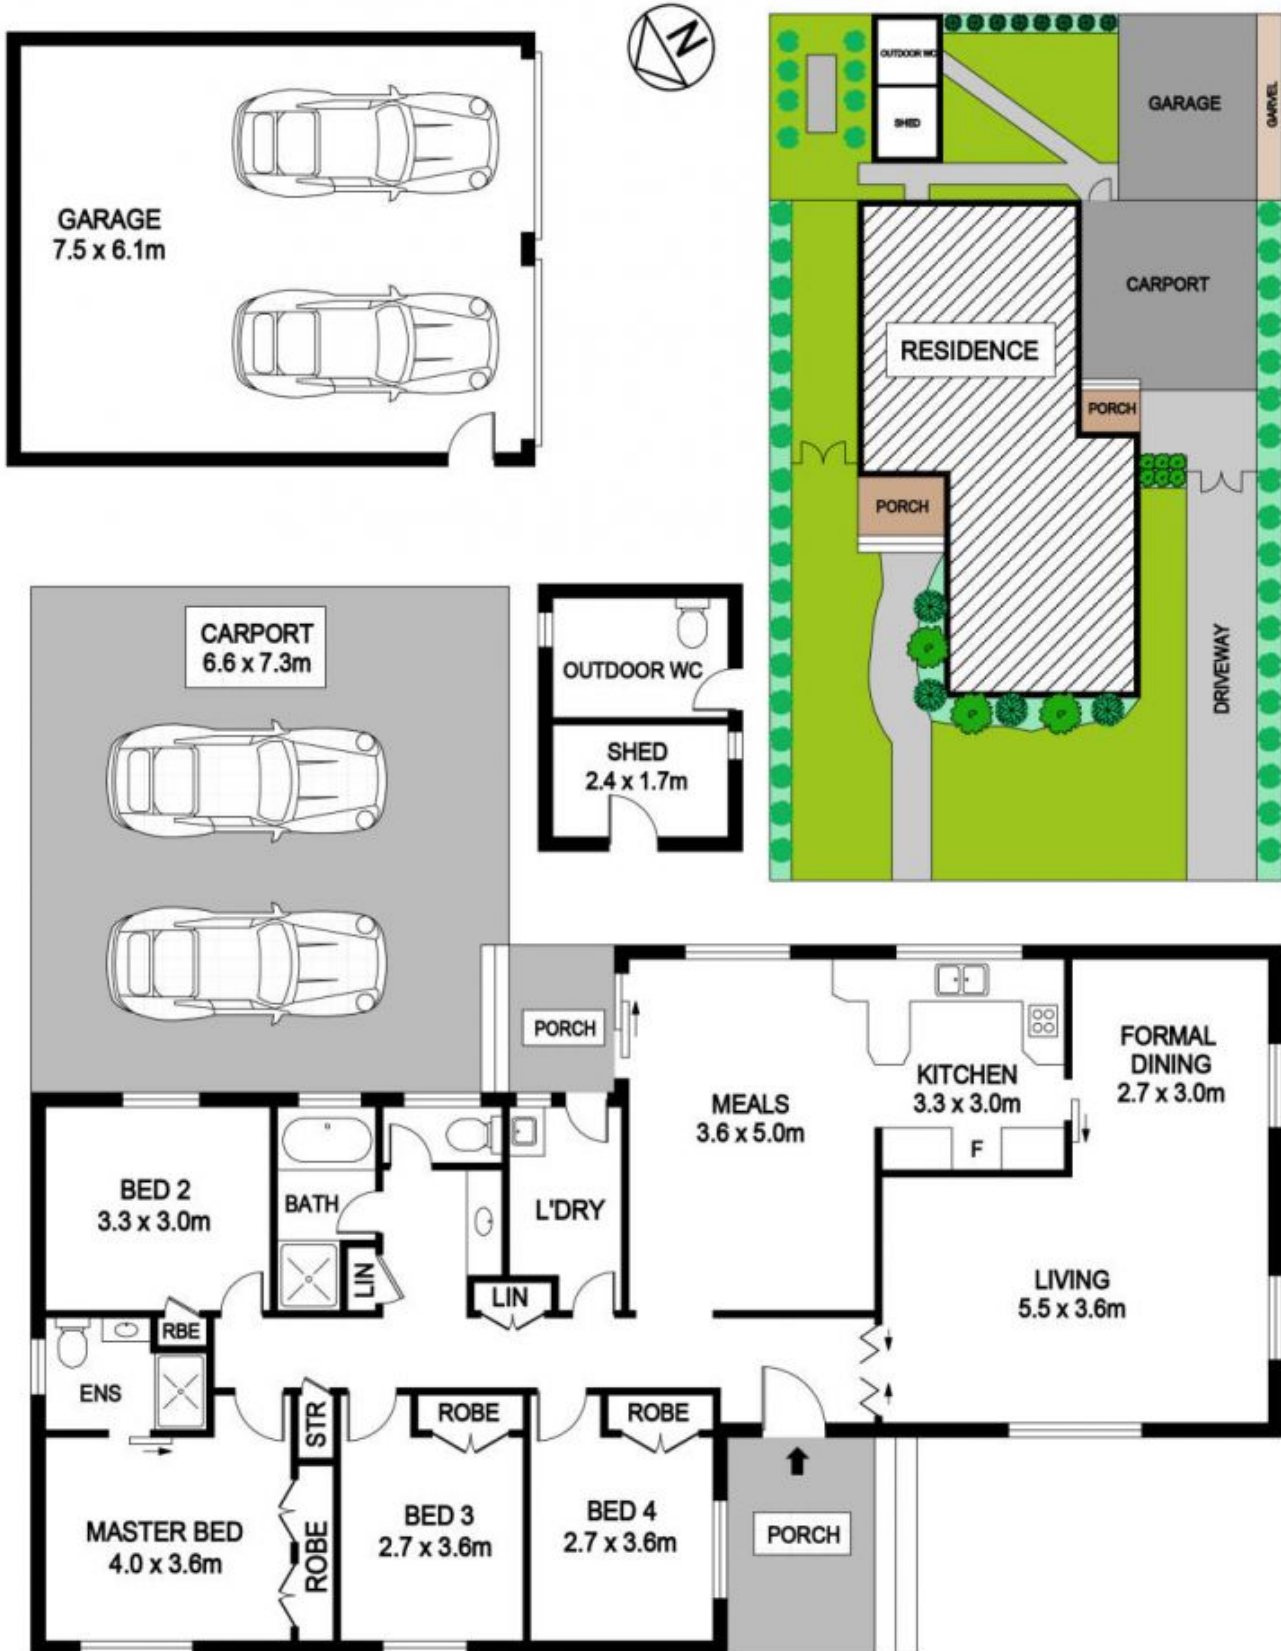 GARAGE
7.5 x 6.1m
N
OUTDOOR WC
SHED
GARAGE
GARVEL
CARPORT
RESIDENCE
PORCH
PORCH
DRIVEWAY
CARPORT
6.6 x 7.3m
OUTDOOR WC
SHED
2.4 x 1.7m
PORCH
MEALS
3.6 x 5.0m
KITCHEN
3.3 x 3.0m
F
FORMAL
DINING
2.7 x 3.0m
BED 2
3.3 x 3.0m
BATH
LIN
L'DRY
LIN
LIVING
5.5 x 3.6m
RBE
ENS
STR
ROBE
ROBE
MASTER BED
4.0 x 3.6m
ROBE
BED 3
2.7 x 3.6m
BED 4
2.7 x 3.6m
PORCH